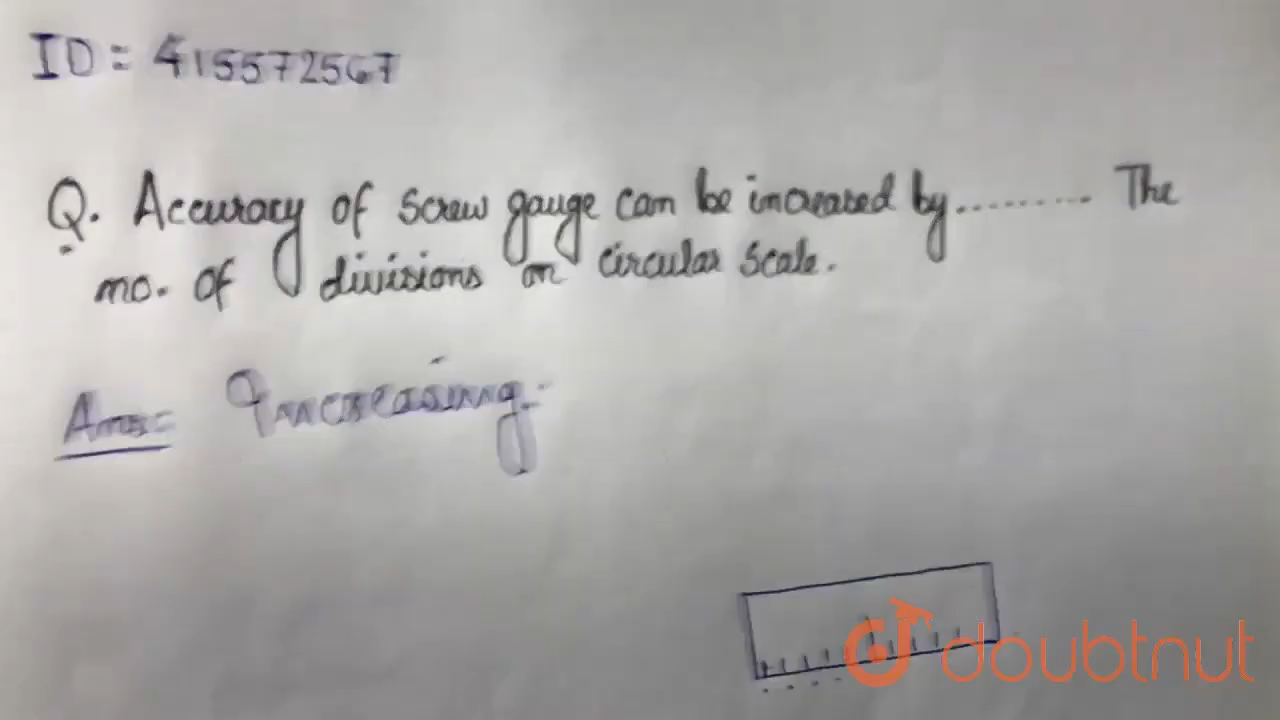 ID = 415572567
Q. Accuracy of screw gauge can be increased by ......... The
no. of divisions on circular scale.
Ans:- Increasing:-
doubtnut